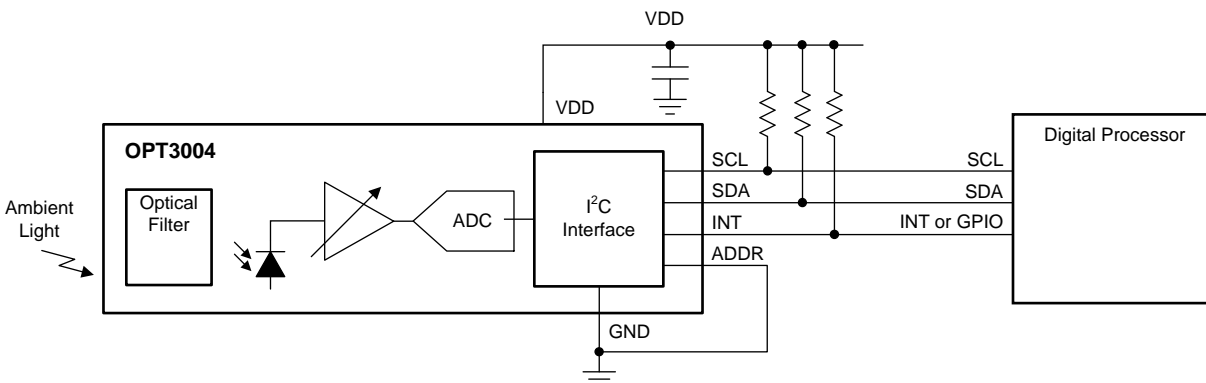 VDD
VDD
OPT3004
Digital Processor
Ambient
Light
Optical
Filter
ADC
I²C
Interface
SCL
SCL
SDA
SDA
INT
INT or GPIO
ADDR
GND